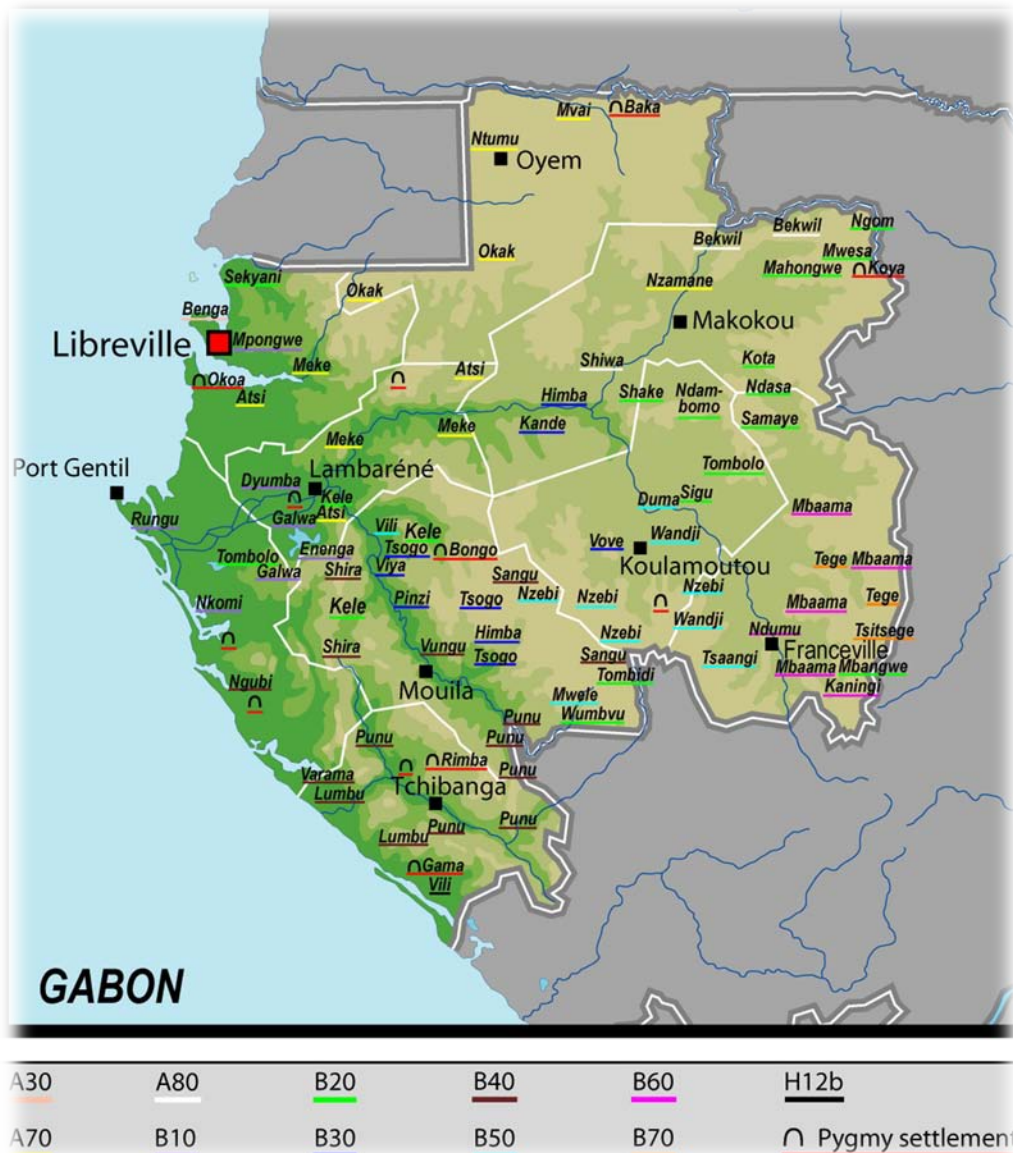 Mvai
Baka
Ntumu
Oyem
Bekwil
Ngom
Bekwil
Mwesa
Okak
Mahongwe
Koya
Sekyani
Okak
Nzamane
Benga
Makokou
Libreville
Mpongwe
Shiwa
Kota
Meke
Atsi
Okoa
Atsi
Himba
Shake
Ndam-
bomo
Ndasa
Samaye
Meke
Kande
Meke
Port Gentil
Lambaréné
Tombolo
Dyumba
Kele
Duma
Sigu
Rungu
Galwa
Atsi
Mbaama
Vili
Kele
Wandji
Vove
Enenga
Tsogo
Bongo
Tombolo
Koulamoutou
Tege
Mbaama
Galwa
Shira
Viya
Sangu
Nzebi
Nkomi
Kele
Pinzi
Tsogo
Nzebi
Nzebi
Mbaama
Tege
Wandji
Himba
Nzebi
Ndumu
Tsitsege
Shira
Vungu
Tsogo
Sangu
Tsaangi
Franceville
Ngubi
Mouila
Tombidi
Mbaama
Mbangwe
Mwele
Kaningi
Wumbvu
Punu
Punu
Punu
Rimba
Punu
Varama
Tchibanga
Lumbu
Punu
Punu
Lumbu
Gama
Vili
GABON
A30 A80 B20 B40 B60 H12b
A70 B10 B30 B50 B70 Pygmy settlement